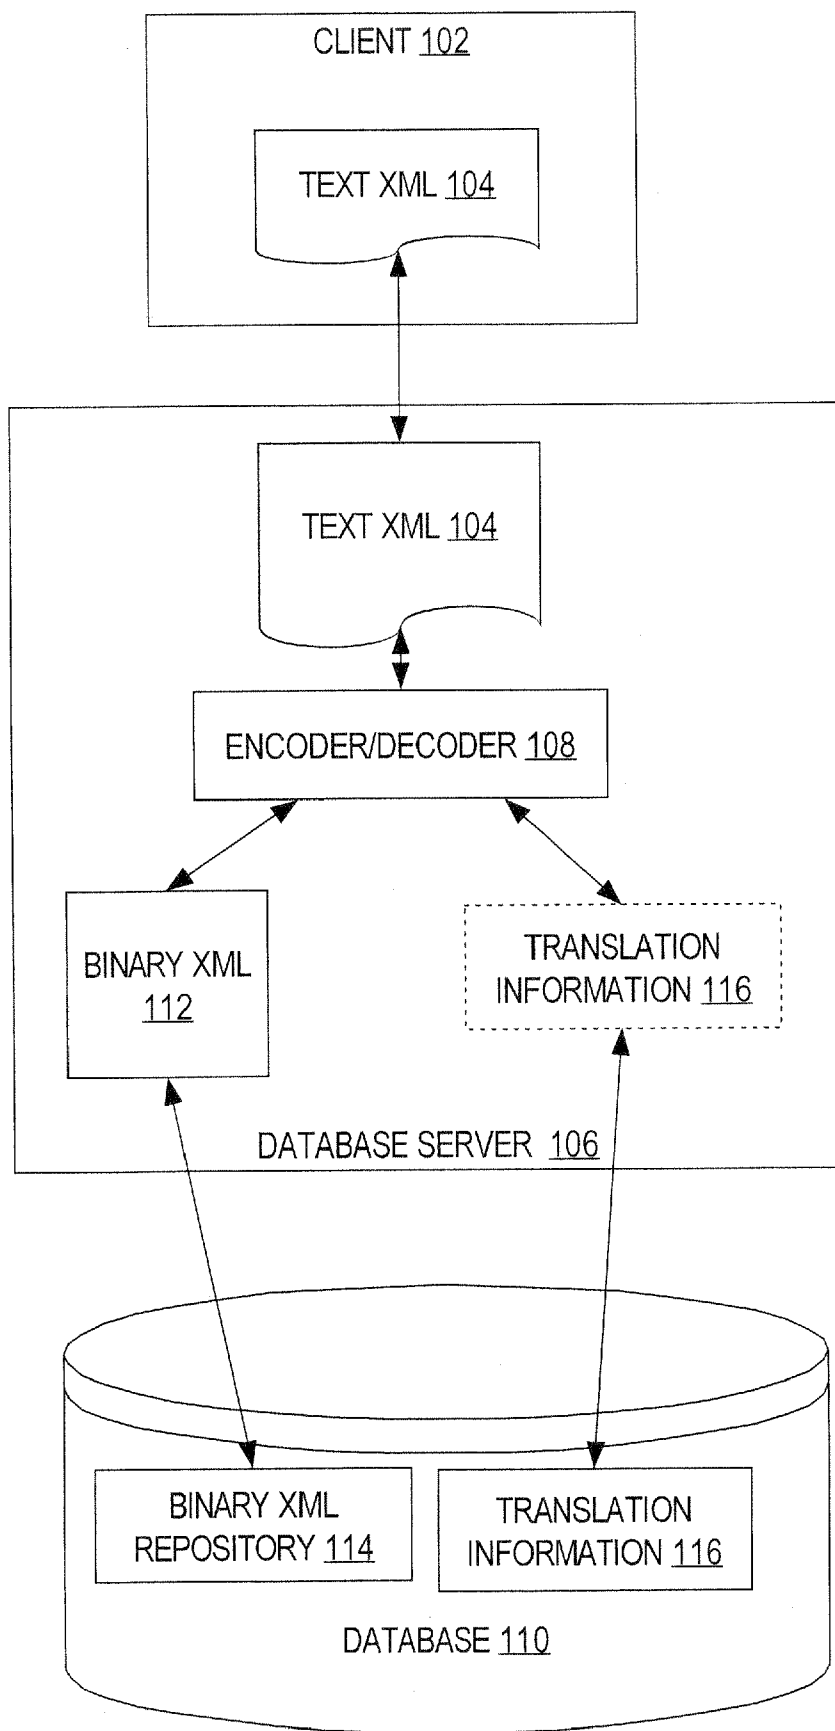 CLIENT 102
TEXT XML 104
TEXT XML 104
ENCODER/DECODER 108
BINARY XML
112
TRANSLATION
INFORMATION 116
DATABASE SERVER 106
BINARY XML
REPOSITORY 114
TRANSLATION
INFORMATION 116
DATABASE 110